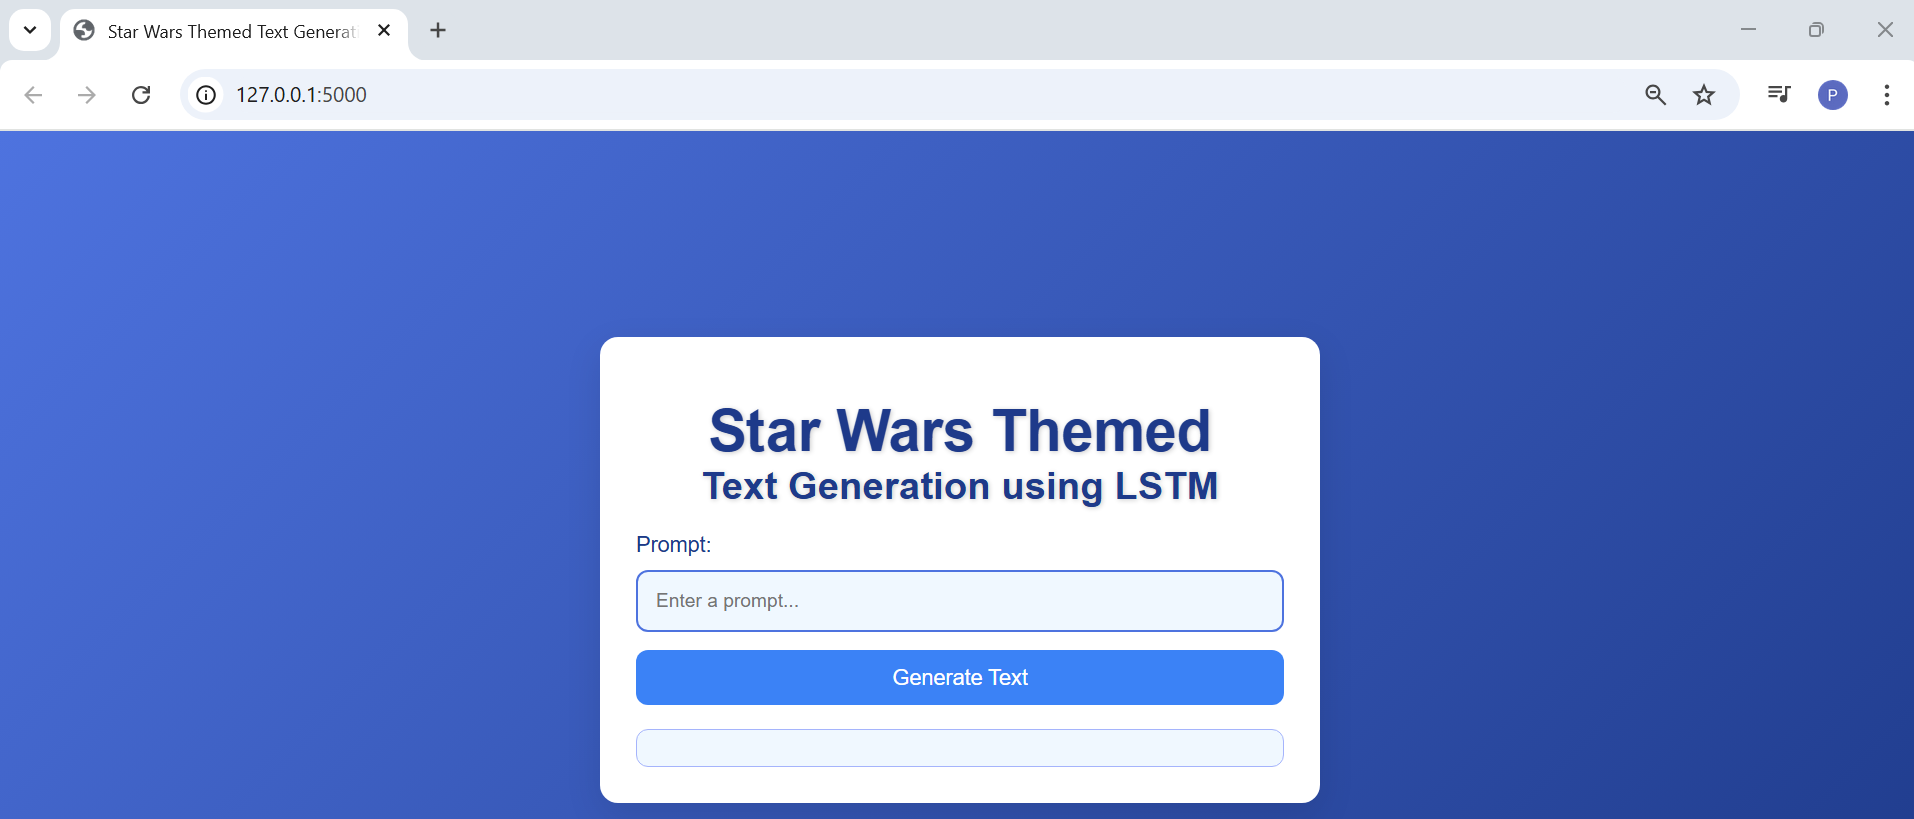 Star Wars Themed Text Generati
127.0.0.1:5000
P
Star Wars Themed
Text Generation using LSTM
Prompt:
Enter a prompt...
Generate Text